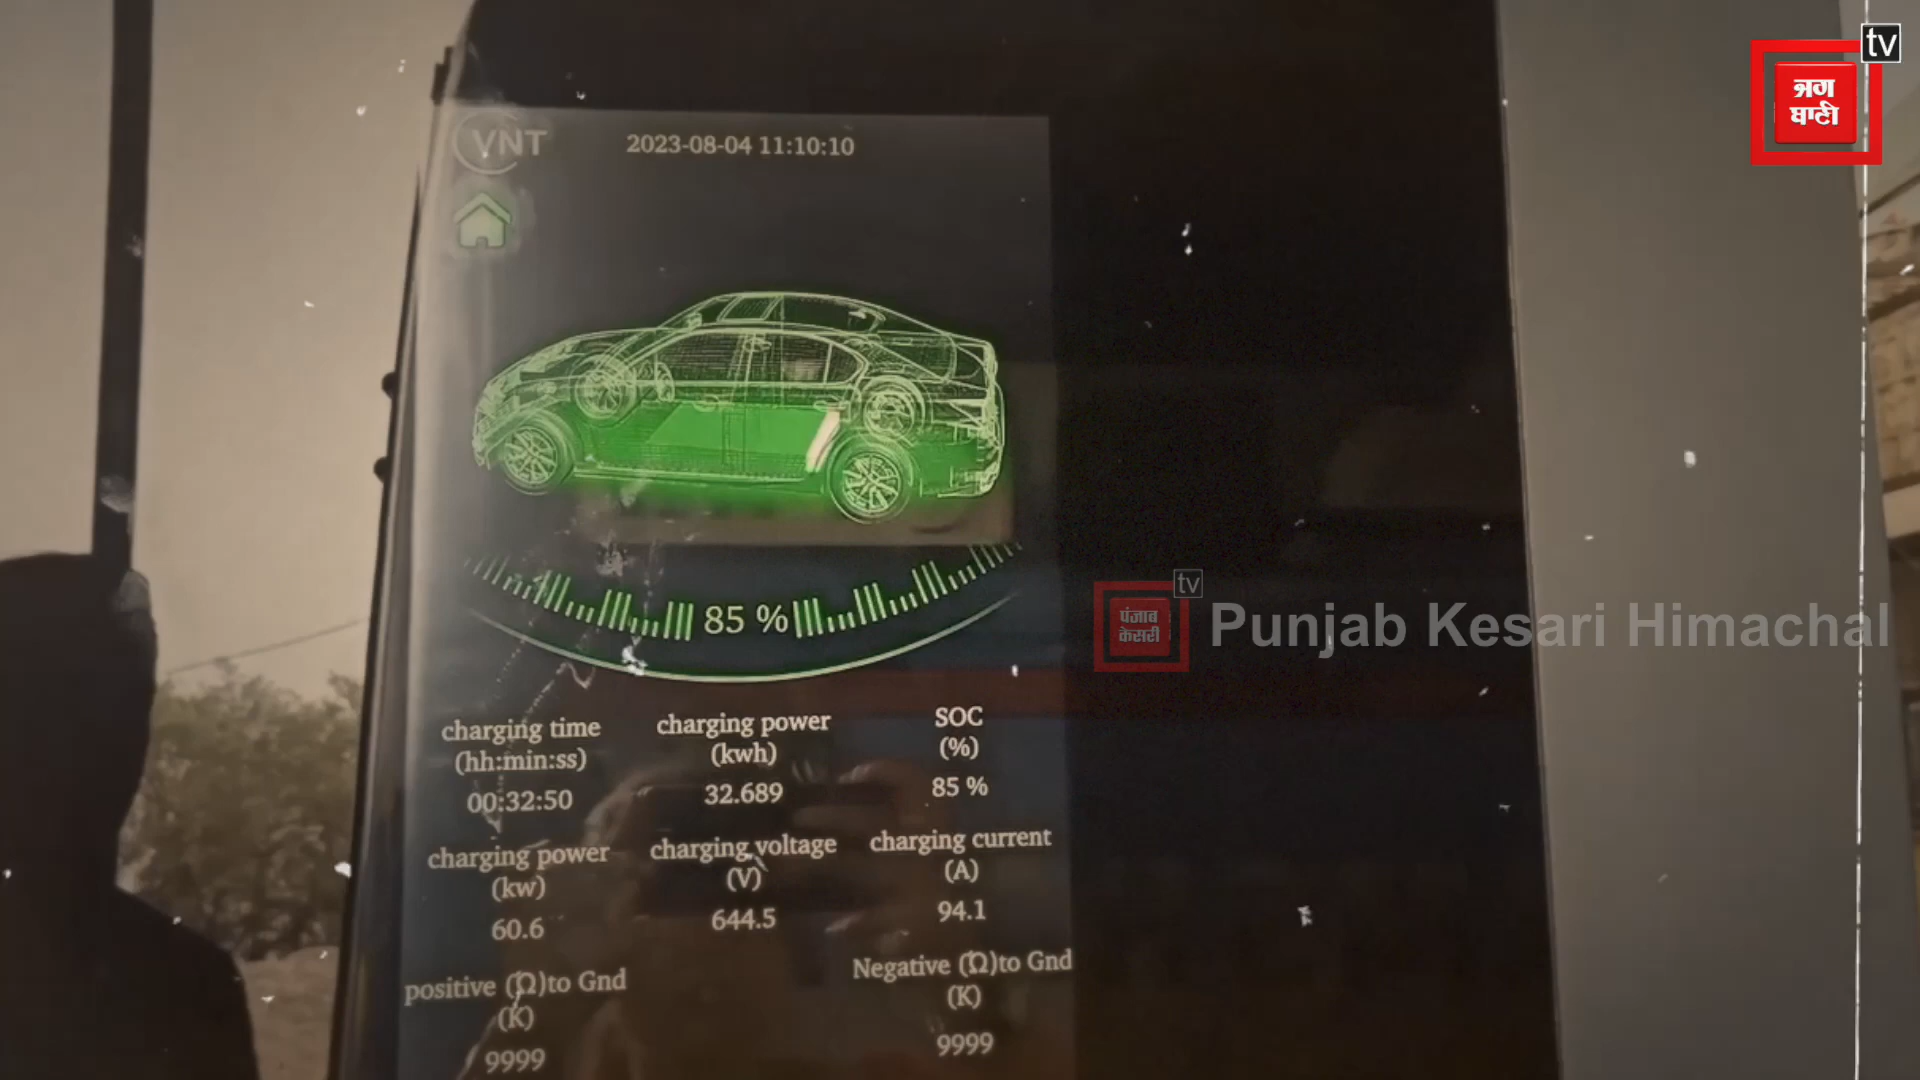 tv
ਜਗ
ਬਾਣੀ
VNT
2023-08-04 11:10:10
85 %
tv
पंजाब
केसरी
Punjab Kesari Himachal
charging time
(hh:min:ss)
00:32:50
charging power
(kwh)
32.689
SOC
(%)
85 %
charging power
(kw)
60.6
charging voltage
(V)
644.5
charging current
(A)
94.1
positive (Ω)to Gnd
(K)
9999
Negative (Ω)to Gnd
(K)
9999